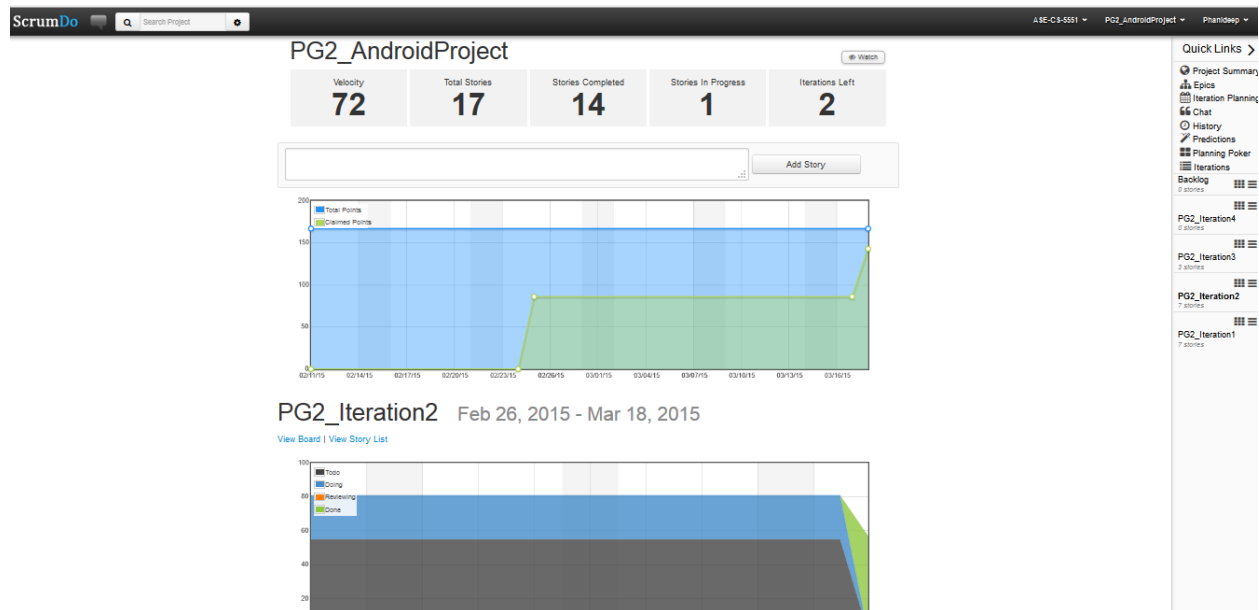 ScrumDo Search Project ASE-CS-5551 PG2_AndroidProject Phanideep
PG2_AndroidProject
Watch
Velocity Total Stories Stories Completed Stories In Progress Iterations Left
72 17 14 1 2
Add Story
200
Total Points
Claimed Points
150
100
50
0
02/11/15 02/14/15 02/17/15 02/20/15 02/23/15 02/26/15 03/01/15 03/04/15 03/07/15 03/10/15 03/13/15 03/16/15
PG2_Iteration2 Feb 26, 2015 - Mar 18, 2015
View Board | View Story List
100
Todo
Doing
Reviewing
Done
80
60
40
20
Quick Links
Project Summary
Epics
Iteration Planning
Chat
History
Predictions
Planning Poker
Iterations
Backlog
0 stories
PG2_Iteration4
0 stories
PG2_Iteration3
3 stories
PG2_Iteration2
7 stories
PG2_Iteration1
7 stories